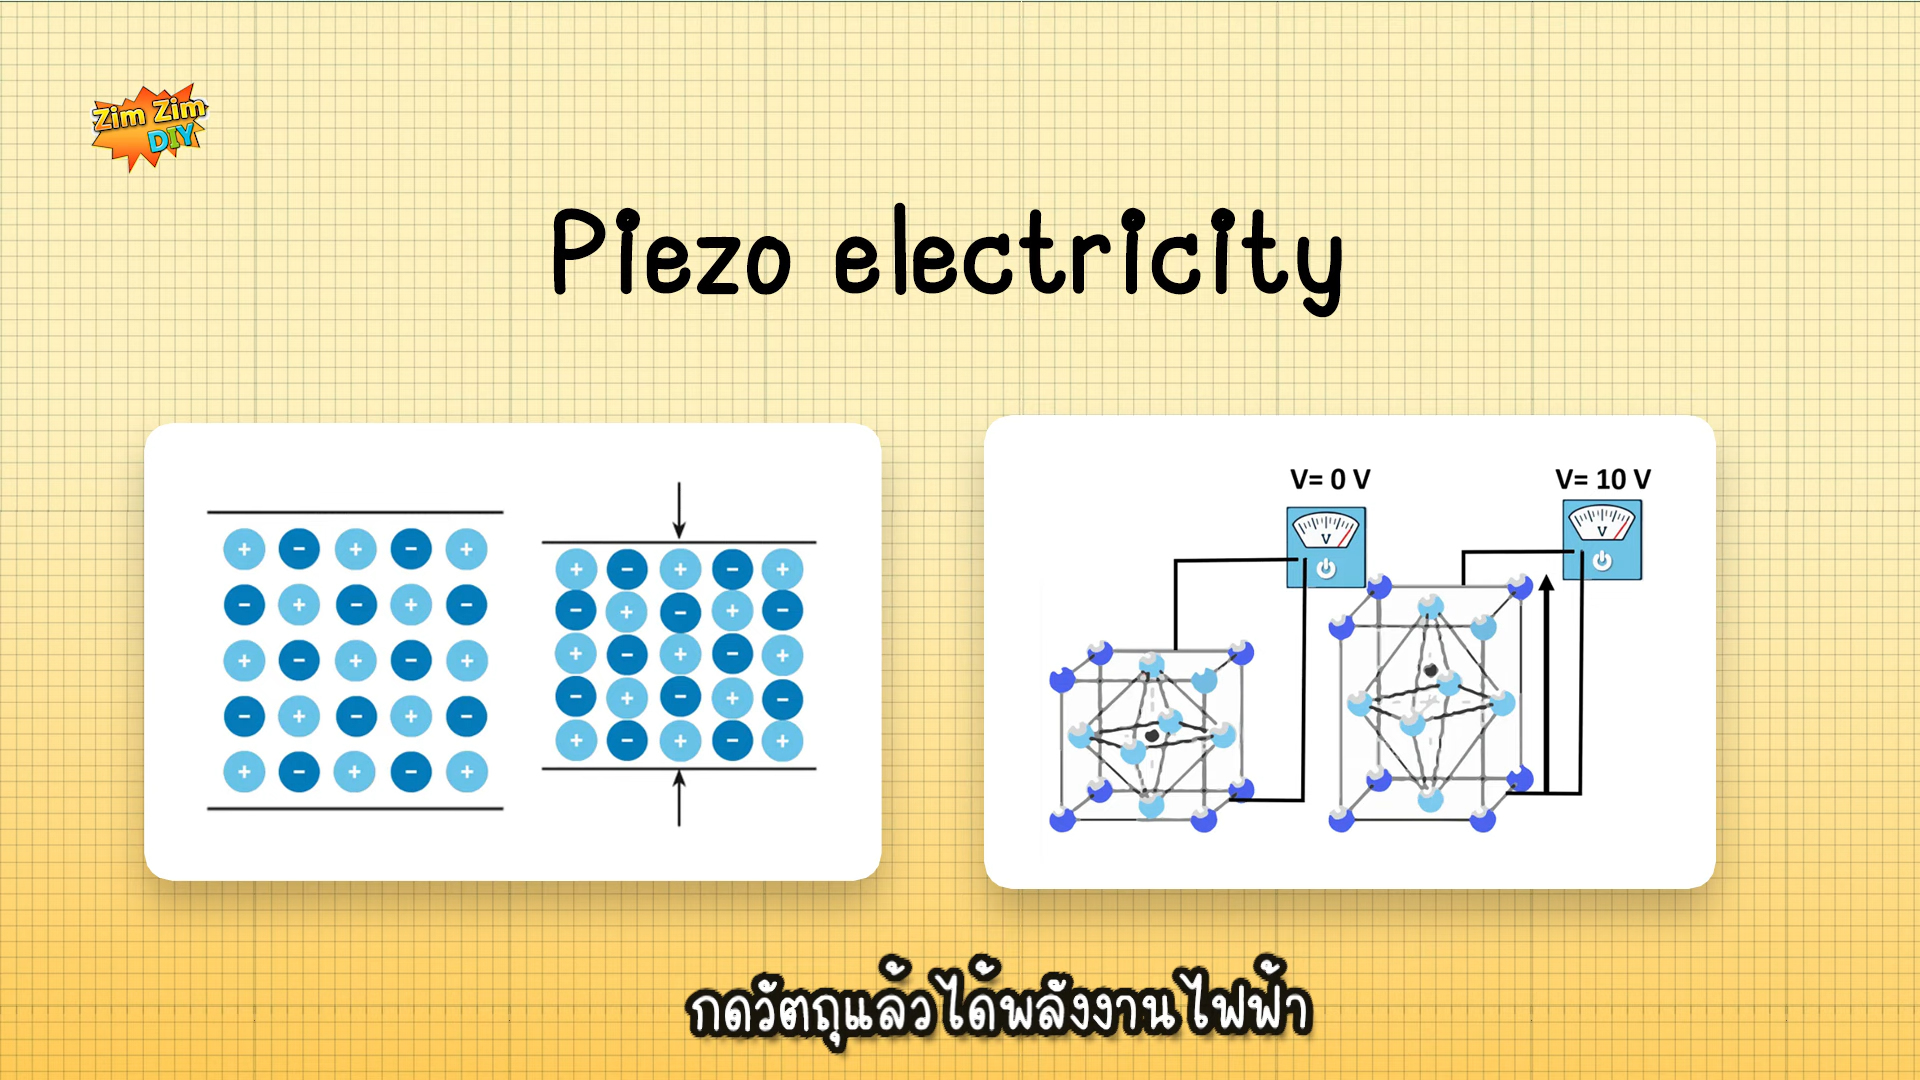 Zim Zim
DIY
Piezo electricity
V= 0 V
V= 10 V
V
V
+ - + - +
- + - + -
+ - + - +
- + - + -
+ - + - +
+ - + - +
- + - + -
+ - + - +
- + - + -
+ - + - +
กดวัตถุแล้วได้พลังงานไฟฟ้า